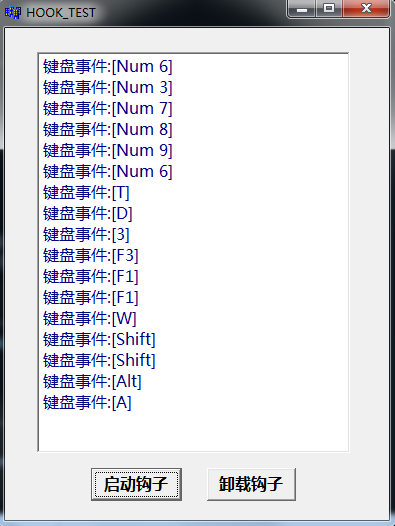 HOOK_TEST
键盘事件:[Num 6]
键盘事件:[Num 3]
键盘事件:[Num 7]
键盘事件:[Num 8]
键盘事件:[Num 9]
键盘事件:[Num 6]
键盘事件:[T]
键盘事件:[D]
键盘事件:[3]
键盘事件:[F3]
键盘事件:[F1]
键盘事件:[F1]
键盘事件:[W]
键盘事件:[Shift]
键盘事件:[Shift]
键盘事件:[Alt]
键盘事件:[A]
启动钩子 卸载钩子